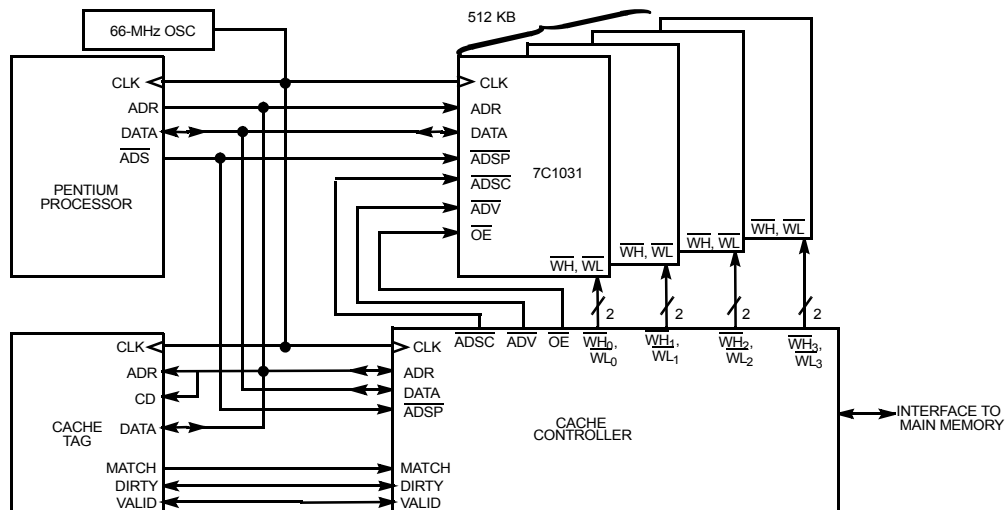 512 KB
66-MHz OSC
CLK
ADR
DATA
ADS
PENTIUM
PROCESSOR
CLK
ADR
DATA
ADSP
ADSC
ADV
OE
7C1031
WH, WL
WH, WL
WH, WL
WH, WL
2
2
2
2
ADSC
ADV
OE
WH0,
WL0
WH1,
WL1
WH2,
WL2
WH3,
WL3
CLK
ADR
CD
DATA
MATCH
DIRTY
VALID
CACHE
TAG
CLK
ADR
DATA
ADSP
MATCH
DIRTY
VALID
CACHE
CONTROLLER
INTERFACE TO
MAIN MEMORY